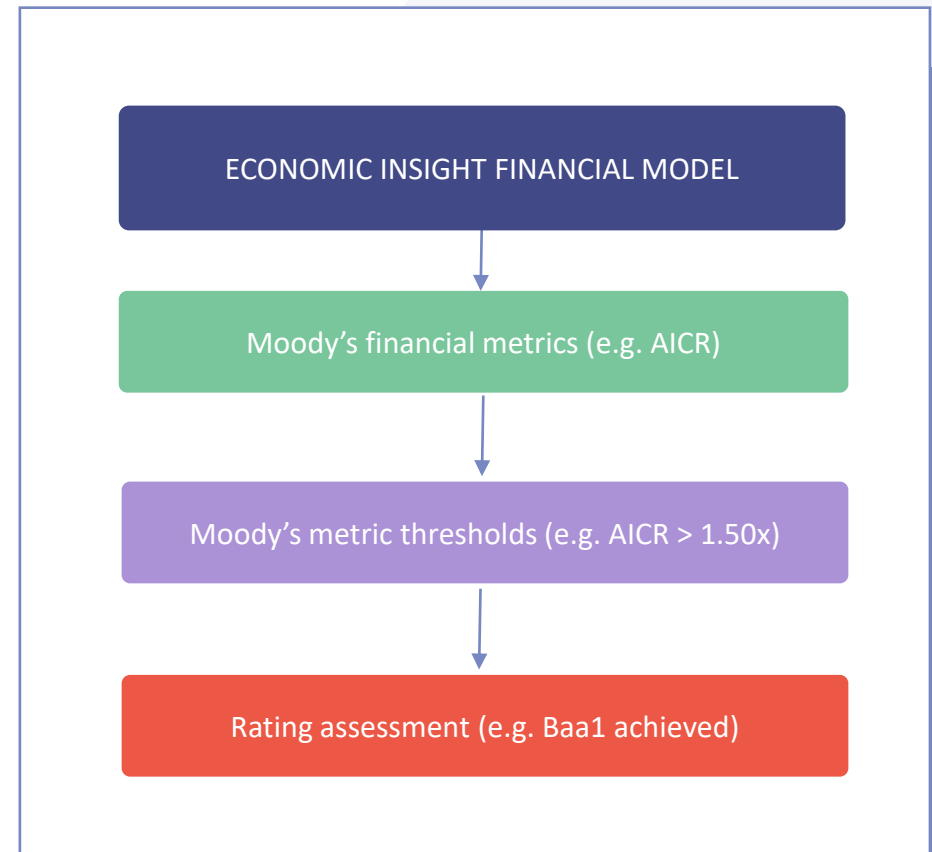 ECONOMIC INSIGHT FINANCIAL MODEL
Moody’s financial metrics (e.g. AICR)
Moody’s metric thresholds (e.g. AICR > 1.50x)
Rating assessment (e.g. Baa1 achieved)